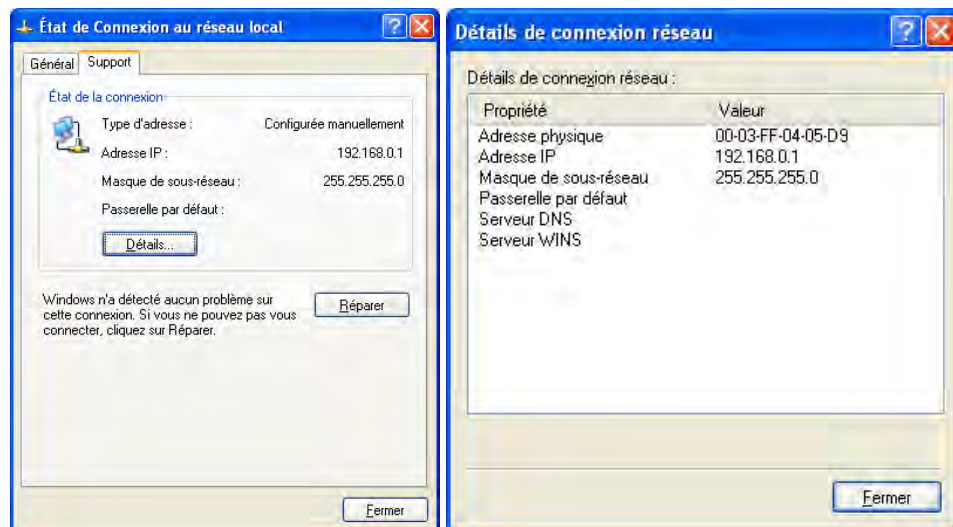 État de Connexion au réseau local
Général Support
État de la connexion
Type d'adresse : Configurée manuellement
Adresse IP : 192.168.0.1
Masque de sous-réseau : 255.255.255.0
Passerelle par défaut :
Détails...
Windows n'a détecté aucun problème sur
cette connexion. Si vous ne pouvez pas vous
connecter, cliquez sur Réparer.
Réparer
Fermer
Détails de connexion réseau
Détails de connexion réseau :
Propriété Valeur
Adresse physique 00-03-FF-04-05-D9
Adresse IP 192.168.0.1
Masque de sous-réseau 255.255.255.0
Passerelle par défaut
Serveur DNS
Serveur WINS
Fermer